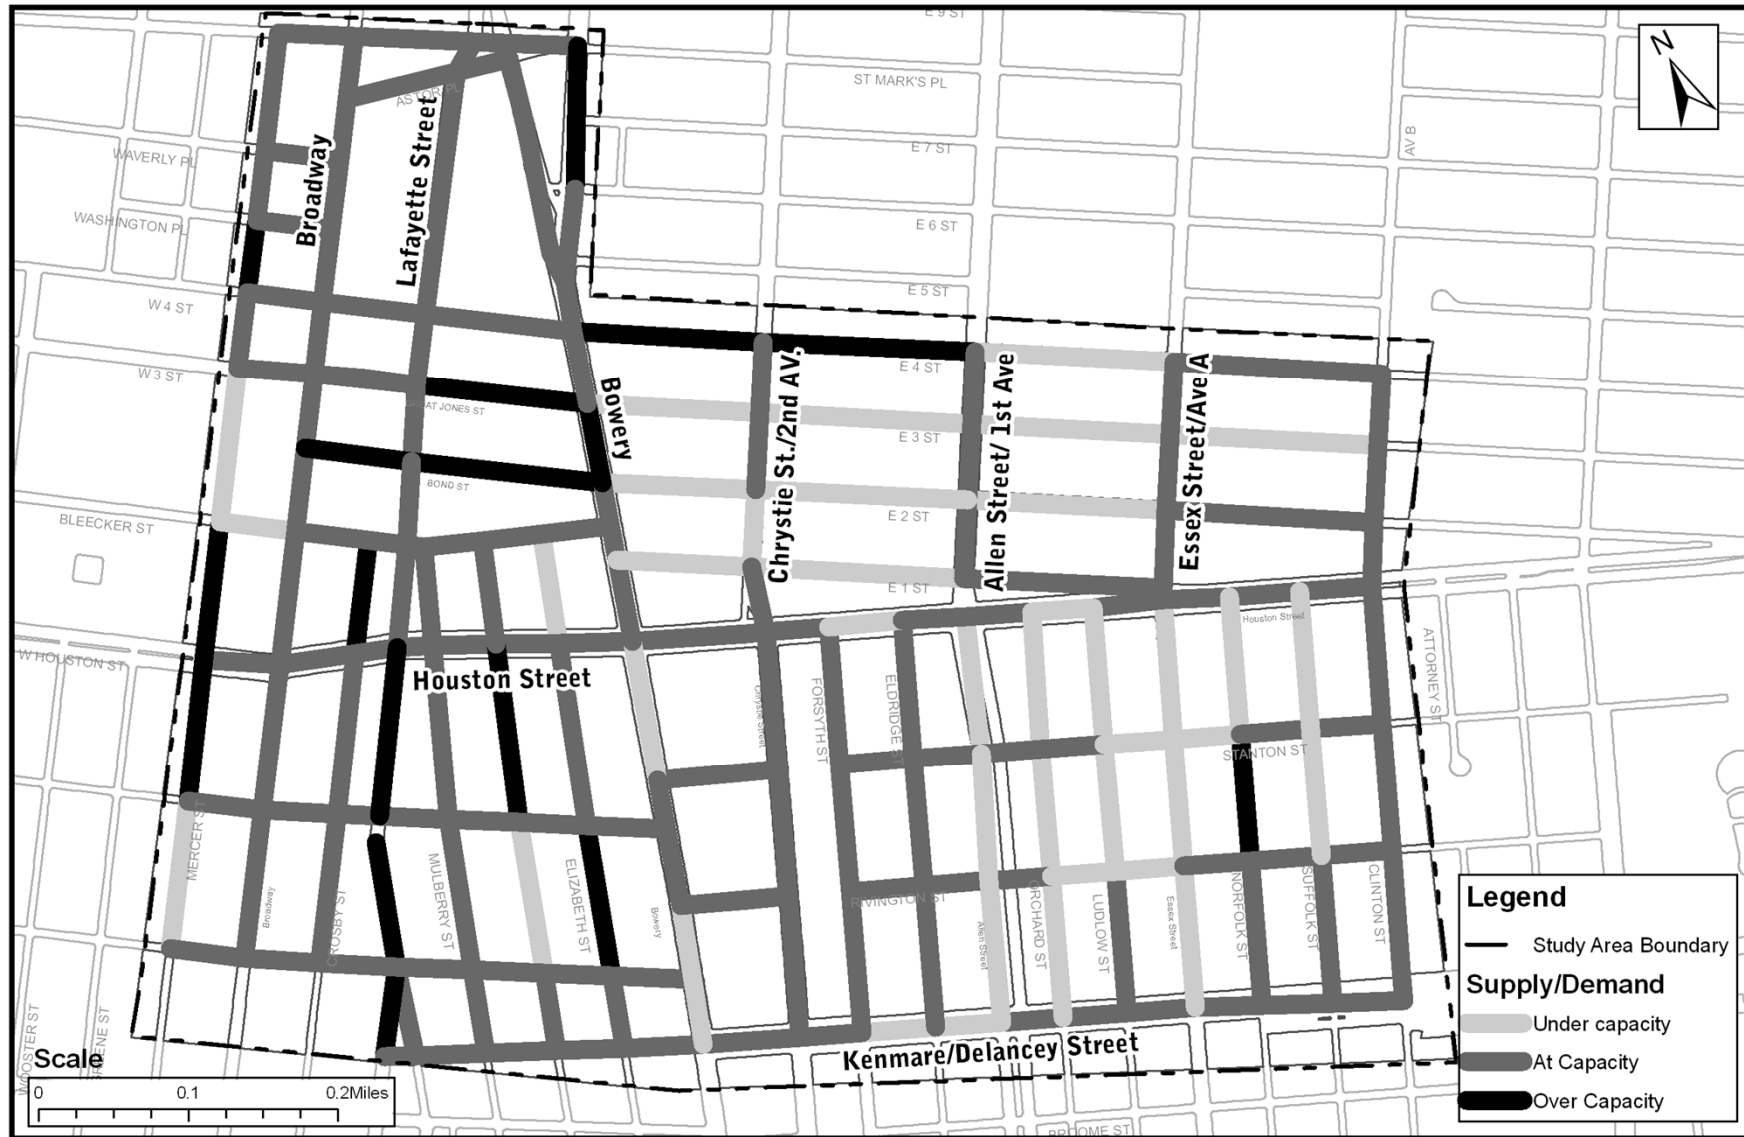 E 9 ST
N
ST MARK'S PL
ASTOR PL
AV B
WAVERLY PL
E 7 ST
Broadway
Lafayette Street
WASHINGTON PL
E 6 ST
E 5 ST
W 4 ST
E 4 ST
W 3 ST
GREAT JONES ST
Bowery
Chrystie St./2nd AV.
Allen Street/ 1st Ave
Essex Street/Ave A
E 3 ST
BOND ST
BLEECKER ST
E 2 ST
E 1 ST
Houston Street
W HOUSTON ST
Houston Street
ATTORNEY ST
Chrystie Street
FORSYTH ST
ELDRIDGE ST
STANTON ST
MERCER ST
Broadway
CROSBY ST
MULBERRY ST
ELIZABETH ST
Bowery
RIVINGTON ST
Allen Street
ORCHARD ST
LUDLOW ST
Essex Street
NORFOLK ST
SUFFOLK ST
CLINTON ST
Legend
Study Area Boundary
Supply/Demand
Under capacity
At Capacity
Over Capacity
WOOSTER ST
GREENE ST
Kenmare/Delancey Street
Scale
0 0.1 0.2Miles
BROOME ST